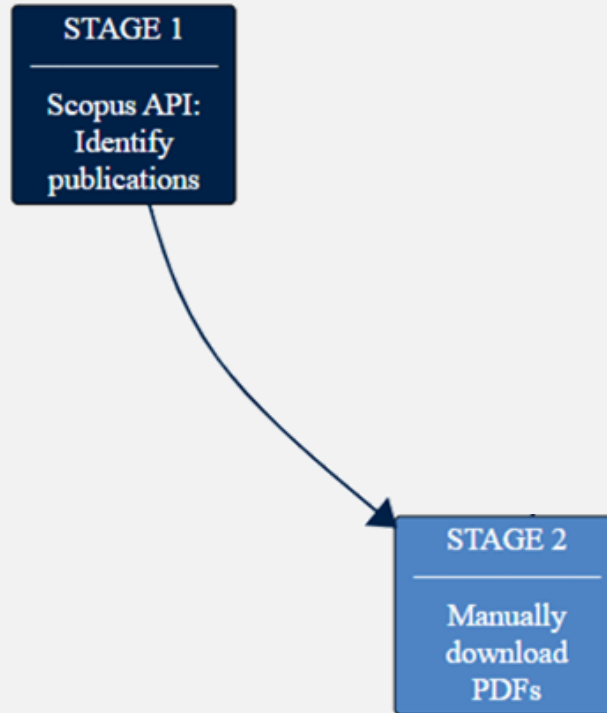 STAGE 1
Scopus API:
Identify
publications
STAGE 2
Manually
download
PDFs